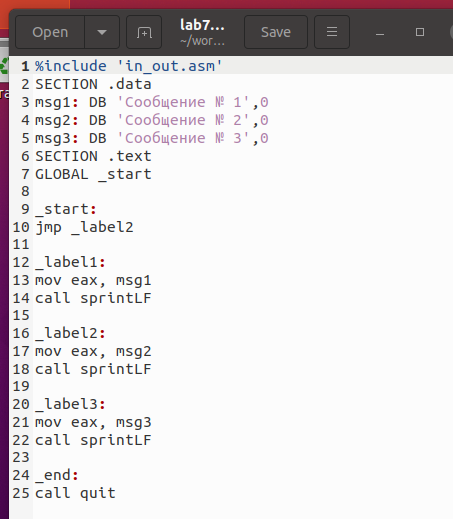 Open
lab7...
~/wor...
Save
1 %include 'in_out.asm'
2 SECTION .data
3 msg1: DB 'Сообщение № 1',0
4 msg2: DB 'Сообщение № 2',0
5 msg3: DB 'Сообщение № 3',0
6 SECTION .text
7 GLOBAL _start
8
9 _start:
10 jmp _label2
11
12 _label1:
13 mov eax, msg1
14 call sprintLF
15
16 _label2:
17 mov eax, msg2
18 call sprintLF
19
20 _label3:
21 mov eax, msg3
22 call sprintLF
23
24 _end:
25 call quit